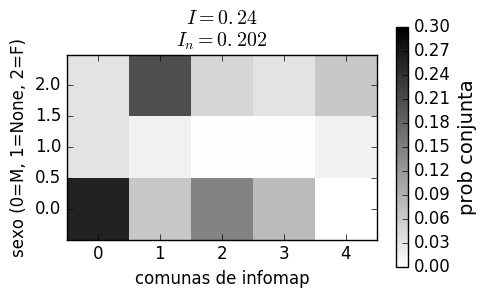 I = 0.24
Iₙ = 0.202
sexo (0=M, 1=None, 2=F)
2.0
1.5
1.0
0.5
0.0
0 1 2 3 4
comunas de infomap
0.30
0.27
0.24
0.21
0.18
0.15
0.12
0.09
0.06
0.03
0.00
prob conjunta